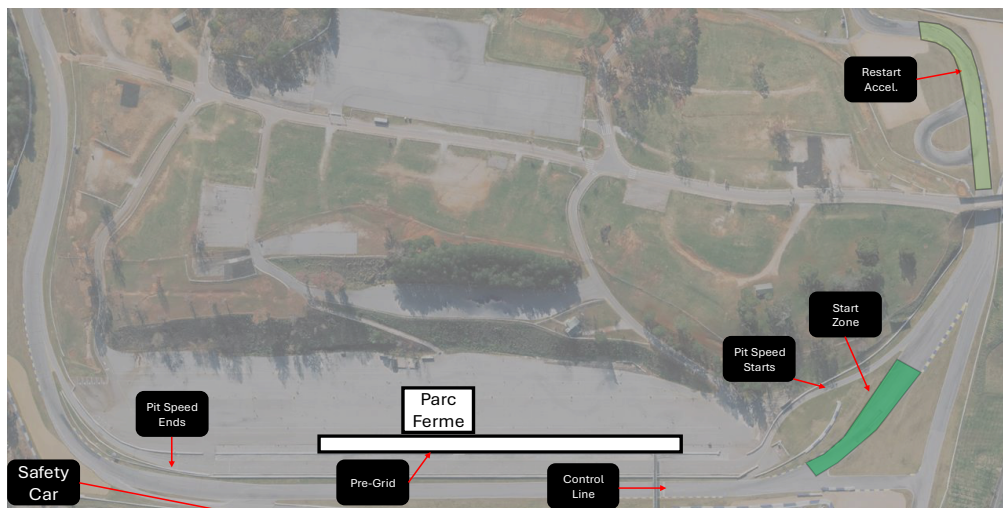 Restart
Accel.
Start
Zone
Pit Speed
Starts
Parc
Ferme
Pit Speed
Ends
Safety
Car
Pre-Grid
Control
Line